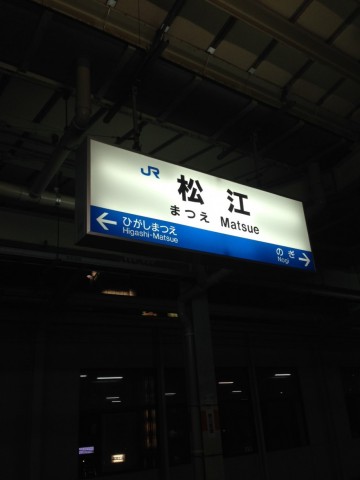 JR 松江
まつえ Matsue
← ひがしまつえ のぎ →
Higashi-Matsue Nogi